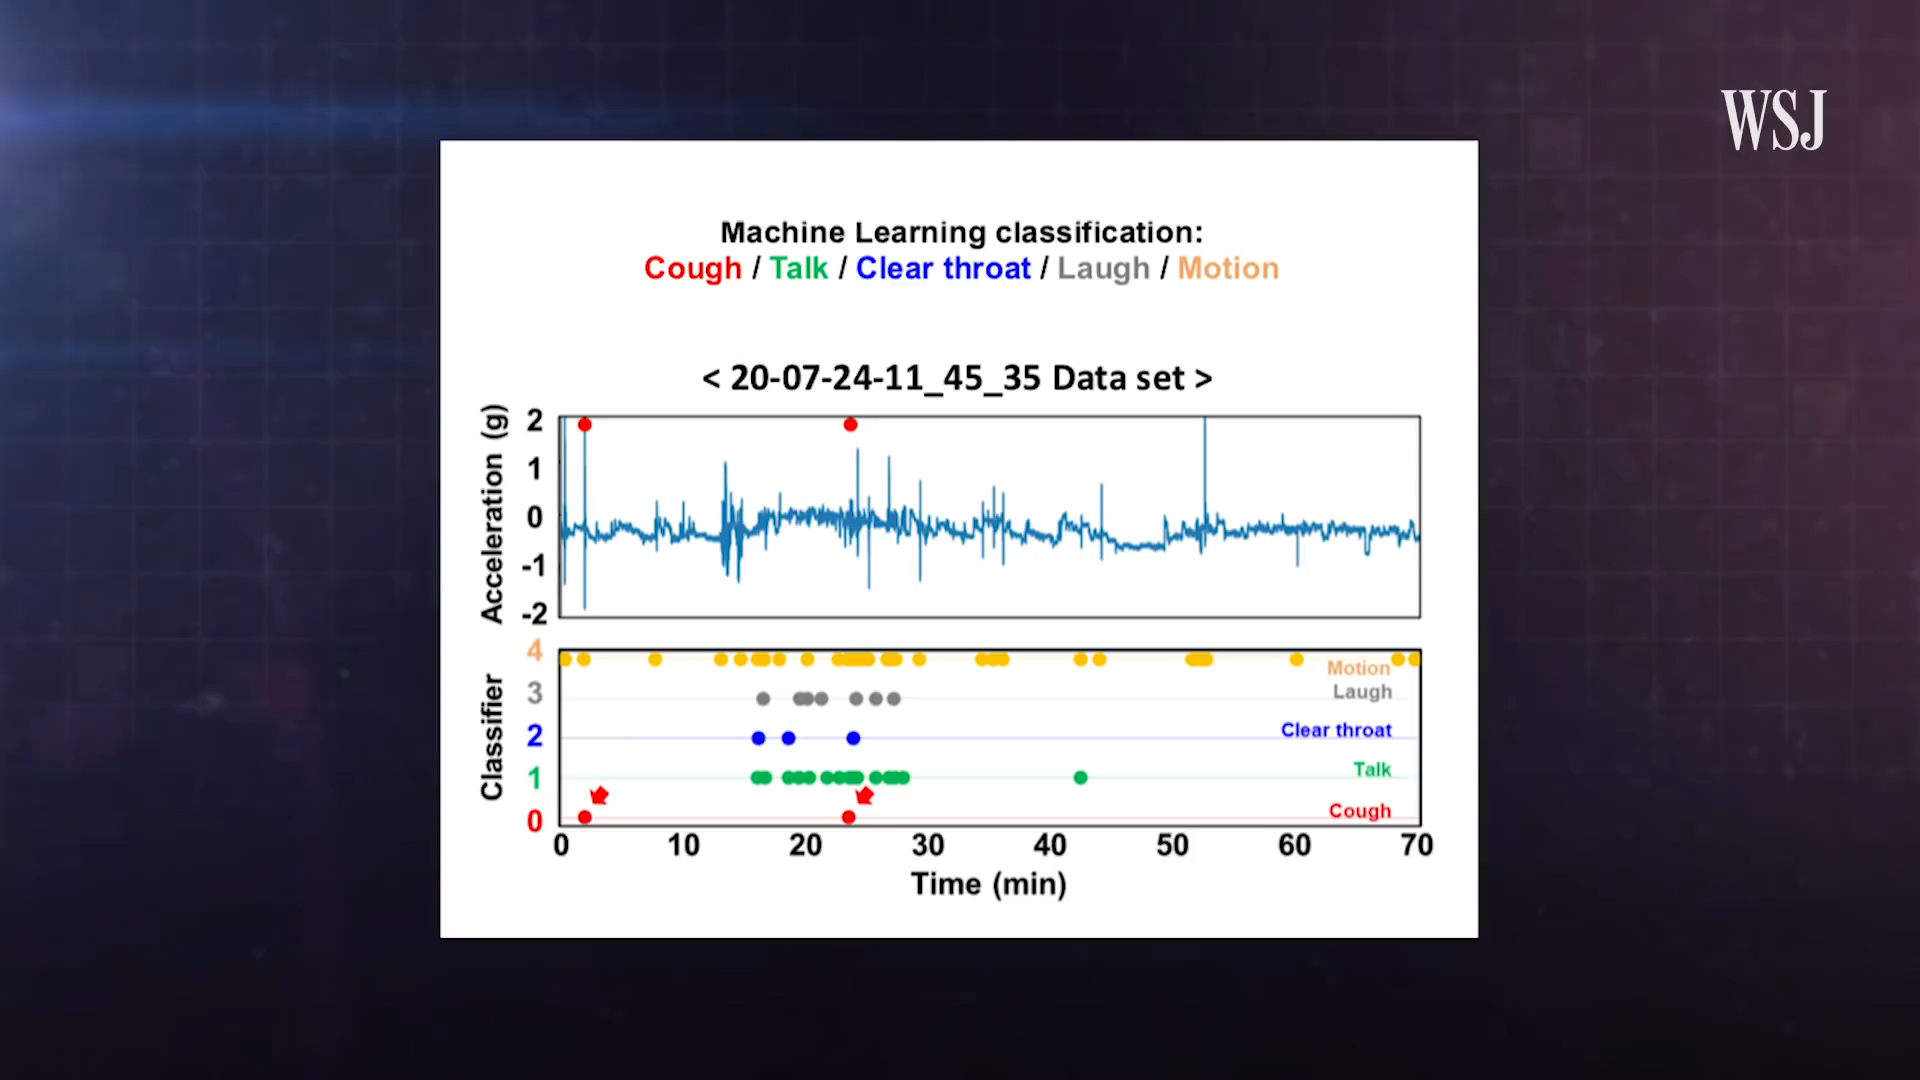 WSJ
Machine Learning classification:
Cough / Talk / Clear throat / Laugh / Motion
< 20-07-24-11_45_35 Data set >
Acceleration (g)
2
1
0
-1
-2
Classifier
4
3
2
1
0
Motion
Laugh
Clear throat
Talk
Cough
0 10 20 30 40 50 60 70
Time (min)